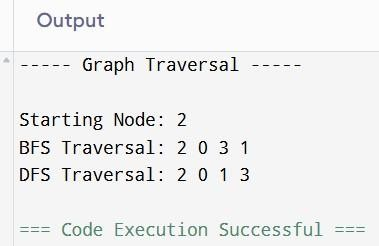 Output
----- Graph Traversal -----
Starting Node: 2
BFS Traversal: 2 0 3 1
DFS Traversal: 2 0 1 3
=== Code Execution Successful ===